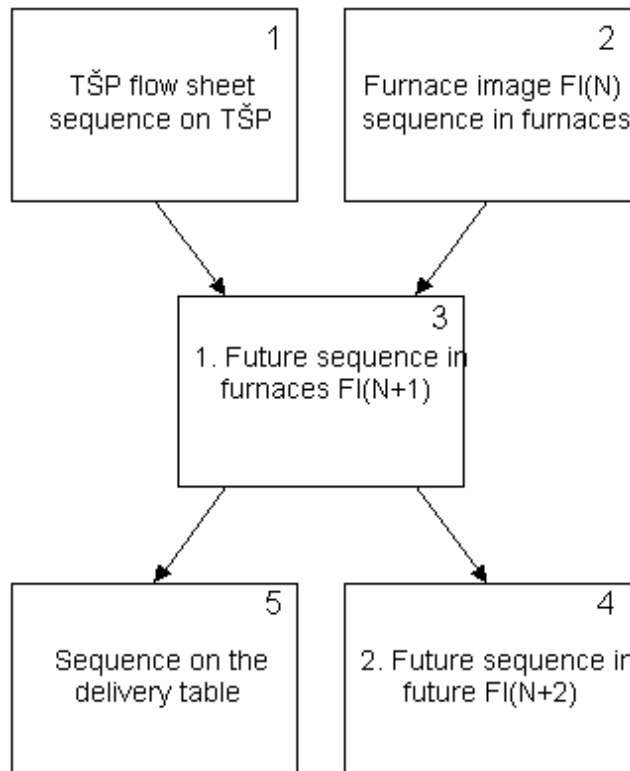 1
TŠP flow sheet
sequence on TŠP
2
Furnace image FI(N)
sequence in furnaces
3
1. Future sequence in
furnaces FI(N+1)
5
Sequence on the
delivery table
4
2. Future sequence in
future FI(N+2)